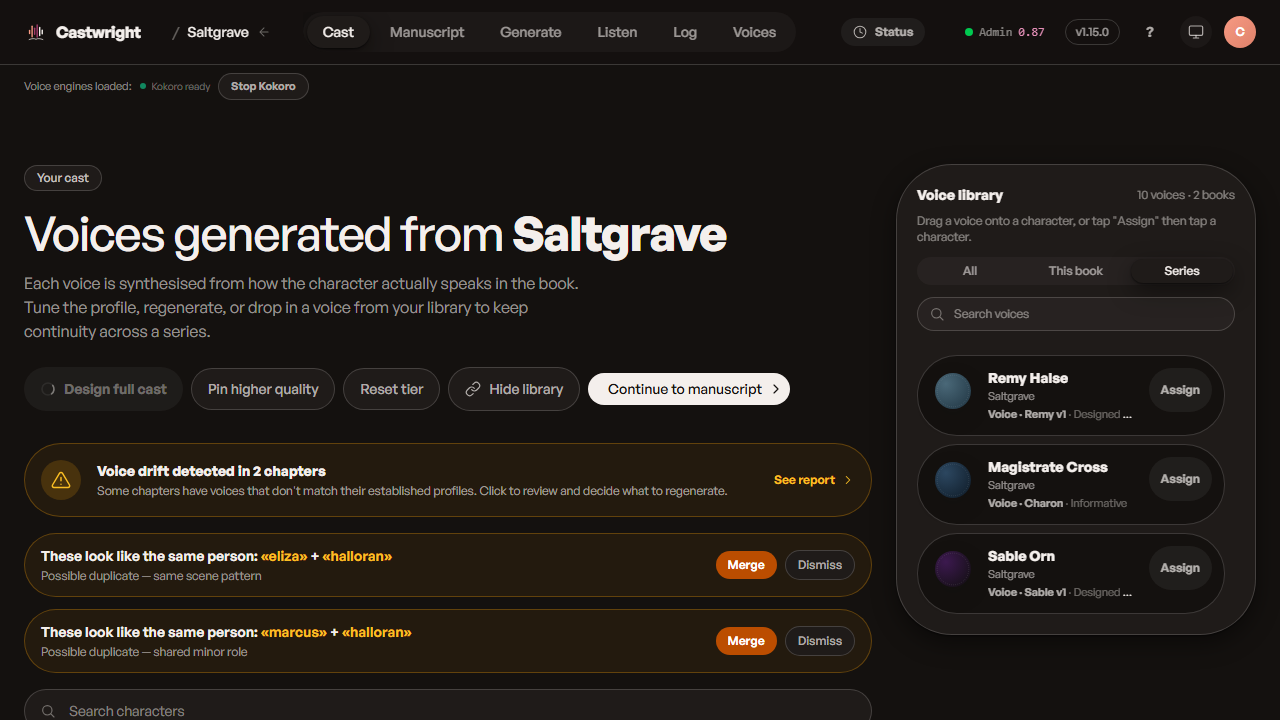 Castwright / Saltgrave Cast Manuscript Generate Listen Log Voices Status Admin 0.87 v1.15.0 ? C
Voice engines loaded: Kokoro ready Stop Kokoro
Your cast
Voices generated from Saltgrave
Each voice is synthesised from how the character actually speaks in the book.
Tune the profile, regenerate, or drop in a voice from your library to keep
continuity across a series.
Design full cast Pin higher quality Reset tier Hide library Continue to manuscript
Voice drift detected in 2 chapters
Some chapters have voices that don't match their established profiles. Click to review and decide what to regenerate.
See report
These look like the same person: «eliza» + «halloran»
Possible duplicate — same scene pattern
Merge Dismiss
These look like the same person: «marcus» + «halloran»
Possible duplicate — shared minor role
Merge Dismiss
Search characters
Voice library 10 voices · 2 books
Drag a voice onto a character, or tap "Assign" then tap a
character.
All This book Series
Search voices
Remy Halse
Saltgrave
Voice · Remy v1 · Designed ...
Assign
Magistrate Cross
Saltgrave
Voice · Charon · Informative
Assign
Sable Orn
Saltgrave
Voice · Sable v1 · Designed ...
Assign